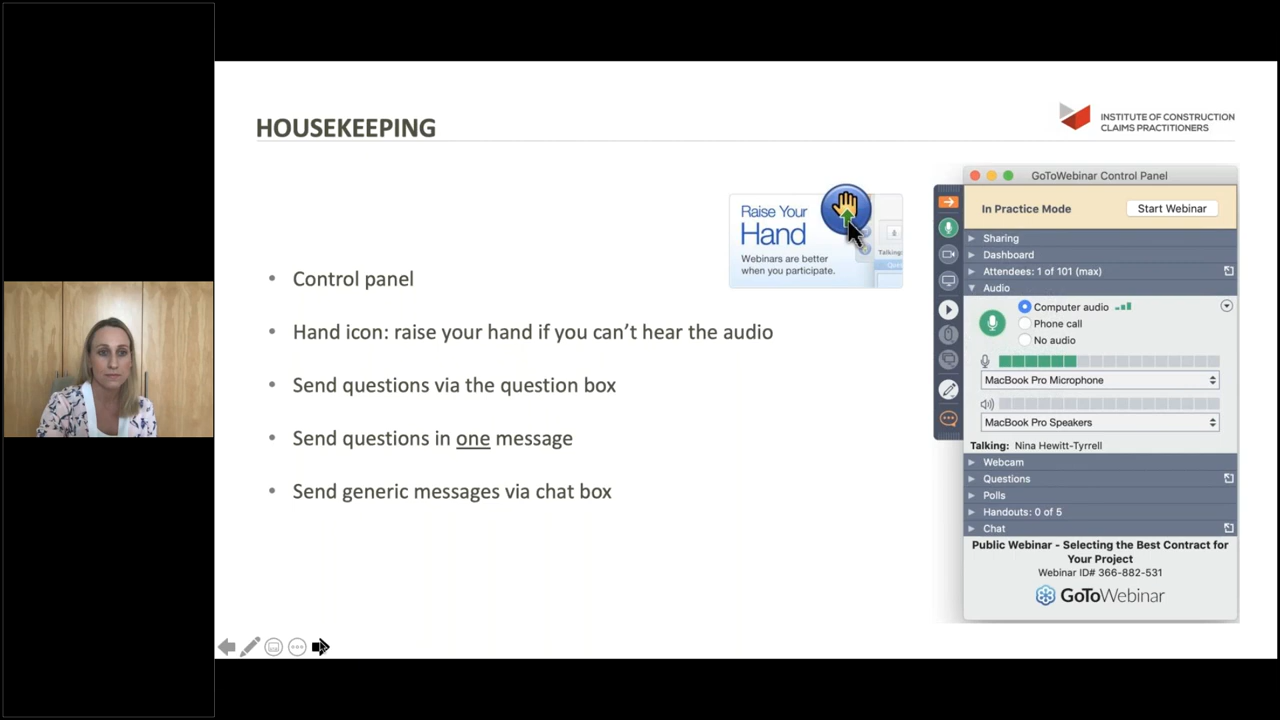 HOUSEKEEPING
INSTITUTE OF CONSTRUCTION
CLAIMS PRACTITIONERS
Raise Your
Hand
Webinars are better
when you participate.
Talking:
• Control panel
• Hand icon: raise your hand if you can’t hear the audio
• Send questions via the question box
• Send questions in one message
• Send generic messages via chat box
GoToWebinar Control Panel
In Practice Mode
Start Webinar
Sharing
Dashboard
Attendees: 1 of 101 (max)
Audio
Computer audio
Phone call
No audio
MacBook Pro Microphone
MacBook Pro Speakers
Talking: Nina Hewitt-Tyrrell
Webcam
Questions
Polls
Handouts: 0 of 5
Chat
Public Webinar - Selecting the Best Contract for
Your Project
Webinar ID# 366-882-531
GoToWebinar